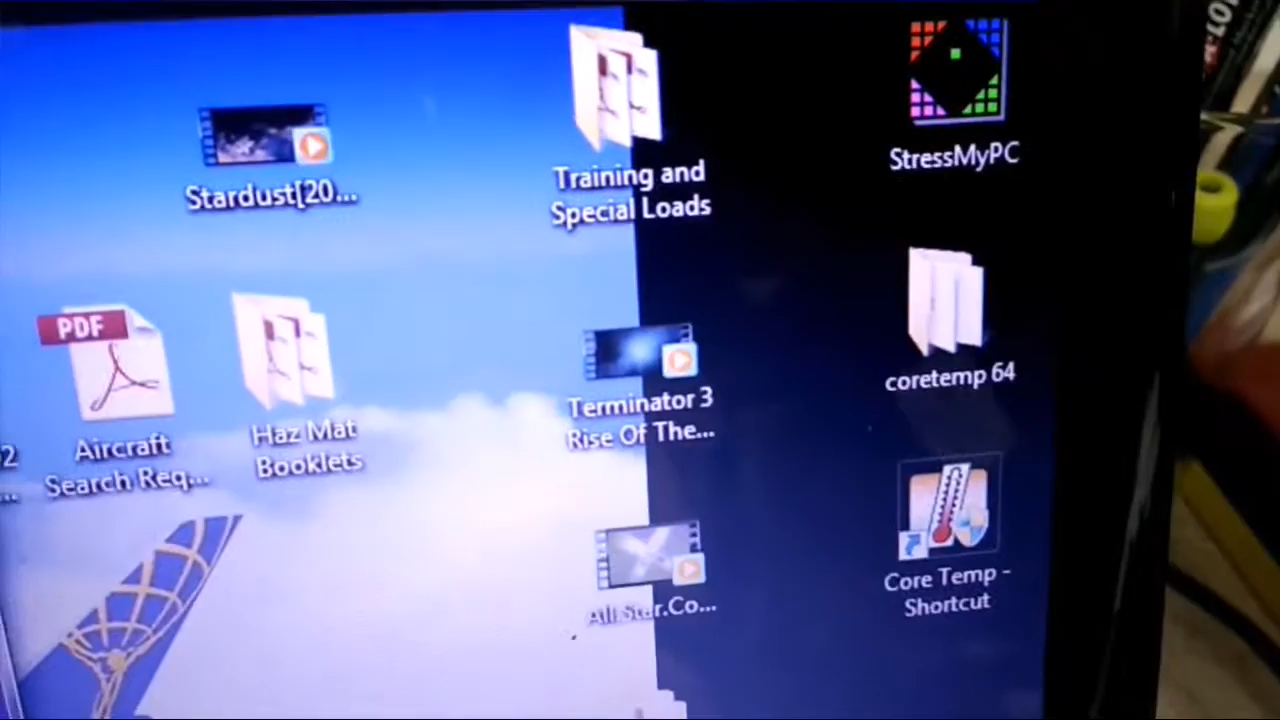 Stardust[20...
Training and
Special Loads
StressMyPC
PDF
Aircraft
Search Req...
Haz Mat
Booklets
Terminator 3
Rise Of The...
coretemp 64
All.Star.Co...
Core Temp -
Shortcut